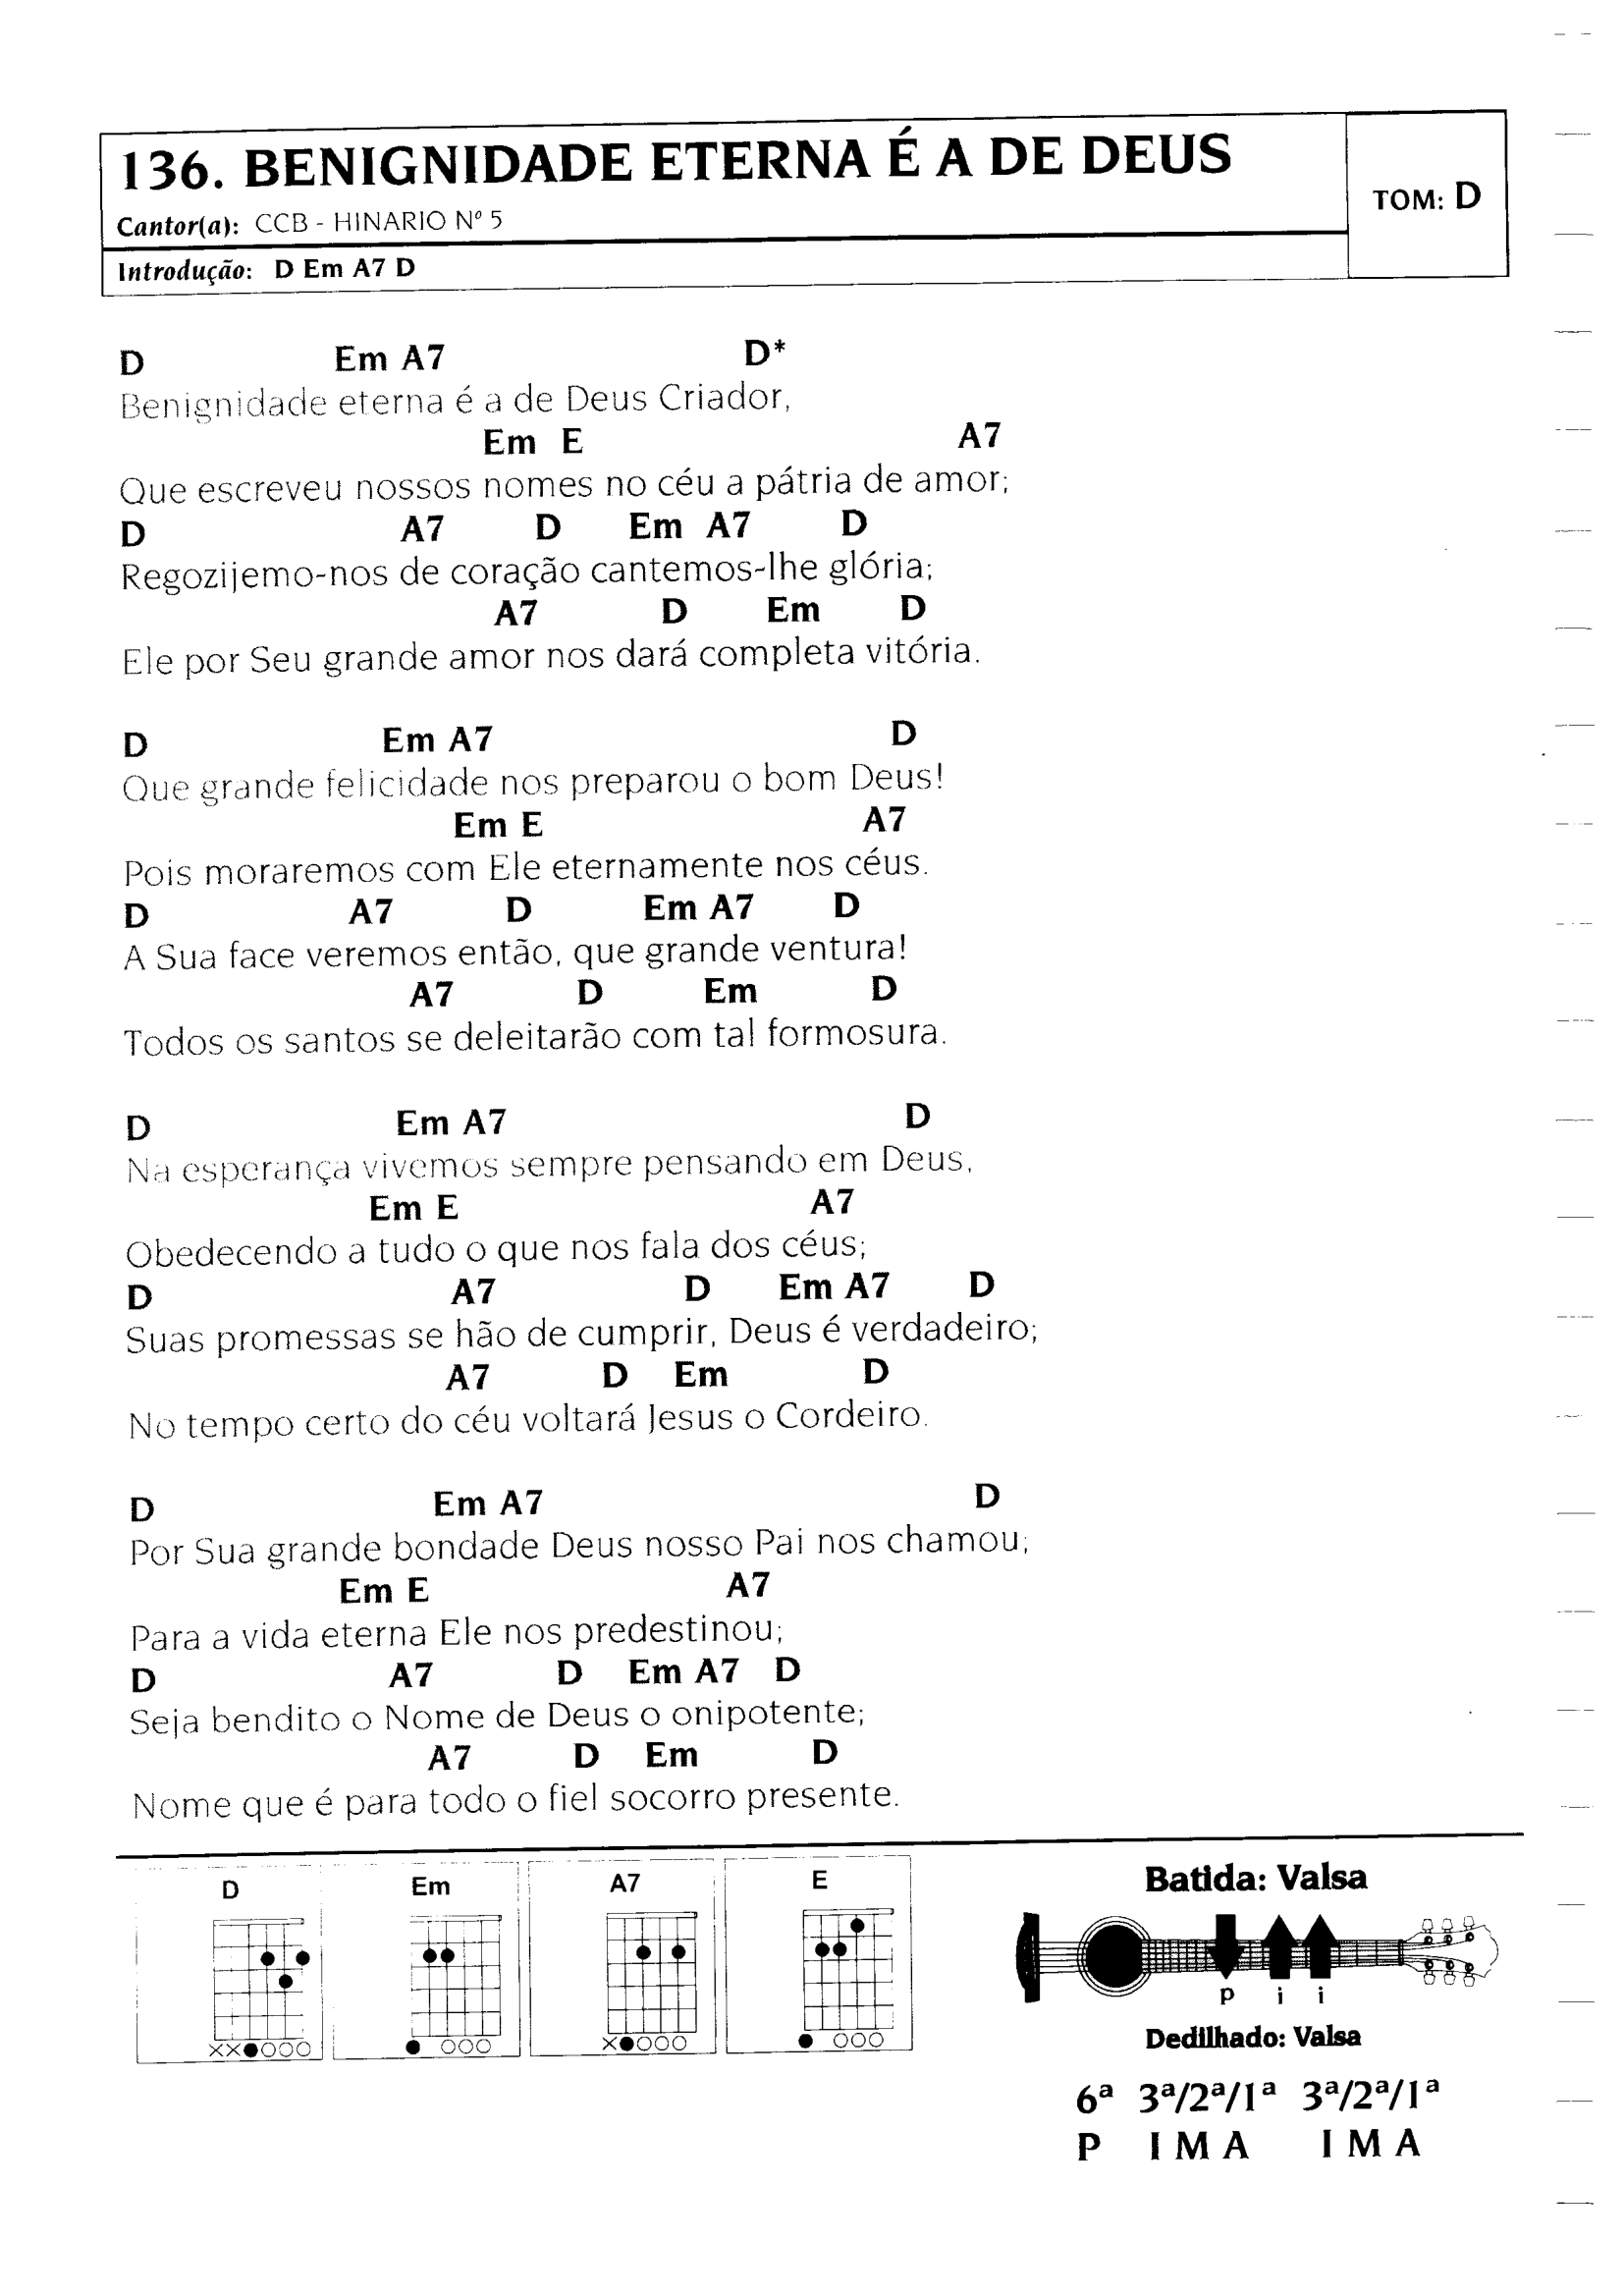 136. BENIGNIDADE ETERNA É A DE DEUS
Cantor(a): CCB - HINARIO Nº 5
TOM: D
Introdução: D Em A7 D
D Em A7 D*
Benignidade eterna é a de Deus Criador,
Em E A7
Que escreveu nossos nomes no céu a pátria de amor;
D A7 D Em A7 D
Regozijemo-nos de coração cantemos-lhe glória;
A7 D Em D
Ele por Seu grande amor nos dará completa vitória.
D Em A7 D
Que grande felicidade nos preparou o bom Deus!
Em E A7
Pois moraremos com Ele eternamente nos céus.
D A7 D Em A7 D
A Sua face veremos então, que grande ventura!
A7 D Em D
Todos os santos se deleitarão com tal formosura.
D Em A7 D
Na esperança vivemos sempre pensando em Deus,
Em E A7
Obedecendo a tudo o que nos fala dos céus;
D A7 D Em A7 D
Suas promessas se hão de cumprir, Deus é verdadeiro;
A7 D Em D
No tempo certo do céu voltará Jesus o Cordeiro.
D Em A7 D
Por Sua grande bondade Deus nosso Pai nos chamou;
Em E A7
Para a vida eterna Ele nos predestinou;
D A7 D Em A7 D
Seja bendito o Nome de Deus o onipotente;
A7 D Em D
Nome que é para todo o fiel socorro presente.
D Em A7 E
Batida: Valsa
p i i
Dedilhado: Valsa
6ª 3ª/2ª/1ª 3ª/2ª/1ª
P I M A I M A